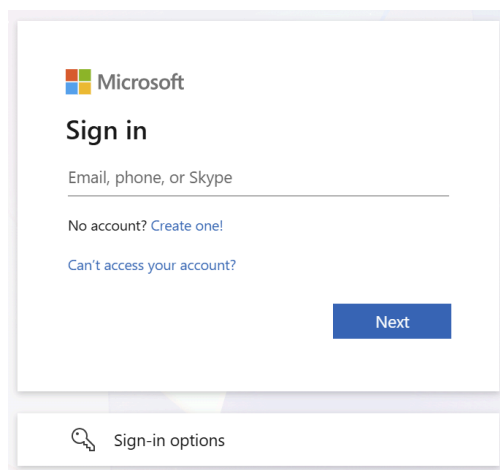 Microsoft
Sign in
Email, phone, or Skype
No account? Create one!
Can't access your account?
Next
Sign-in options